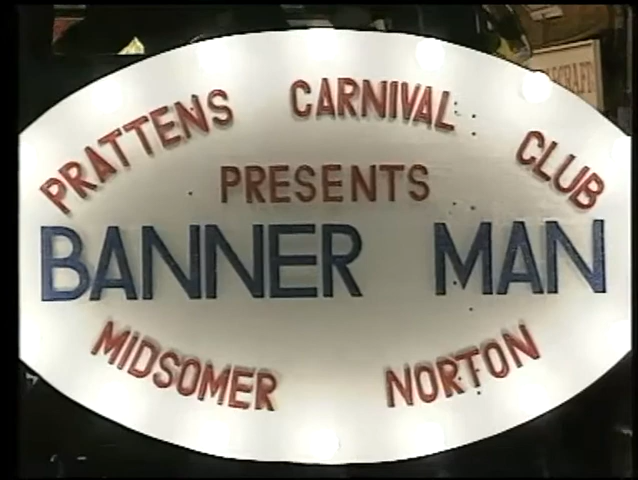 PRATTENS CARNIVAL CLUB
PRESENTS
BANNER MAN
MIDSOMER NORTON